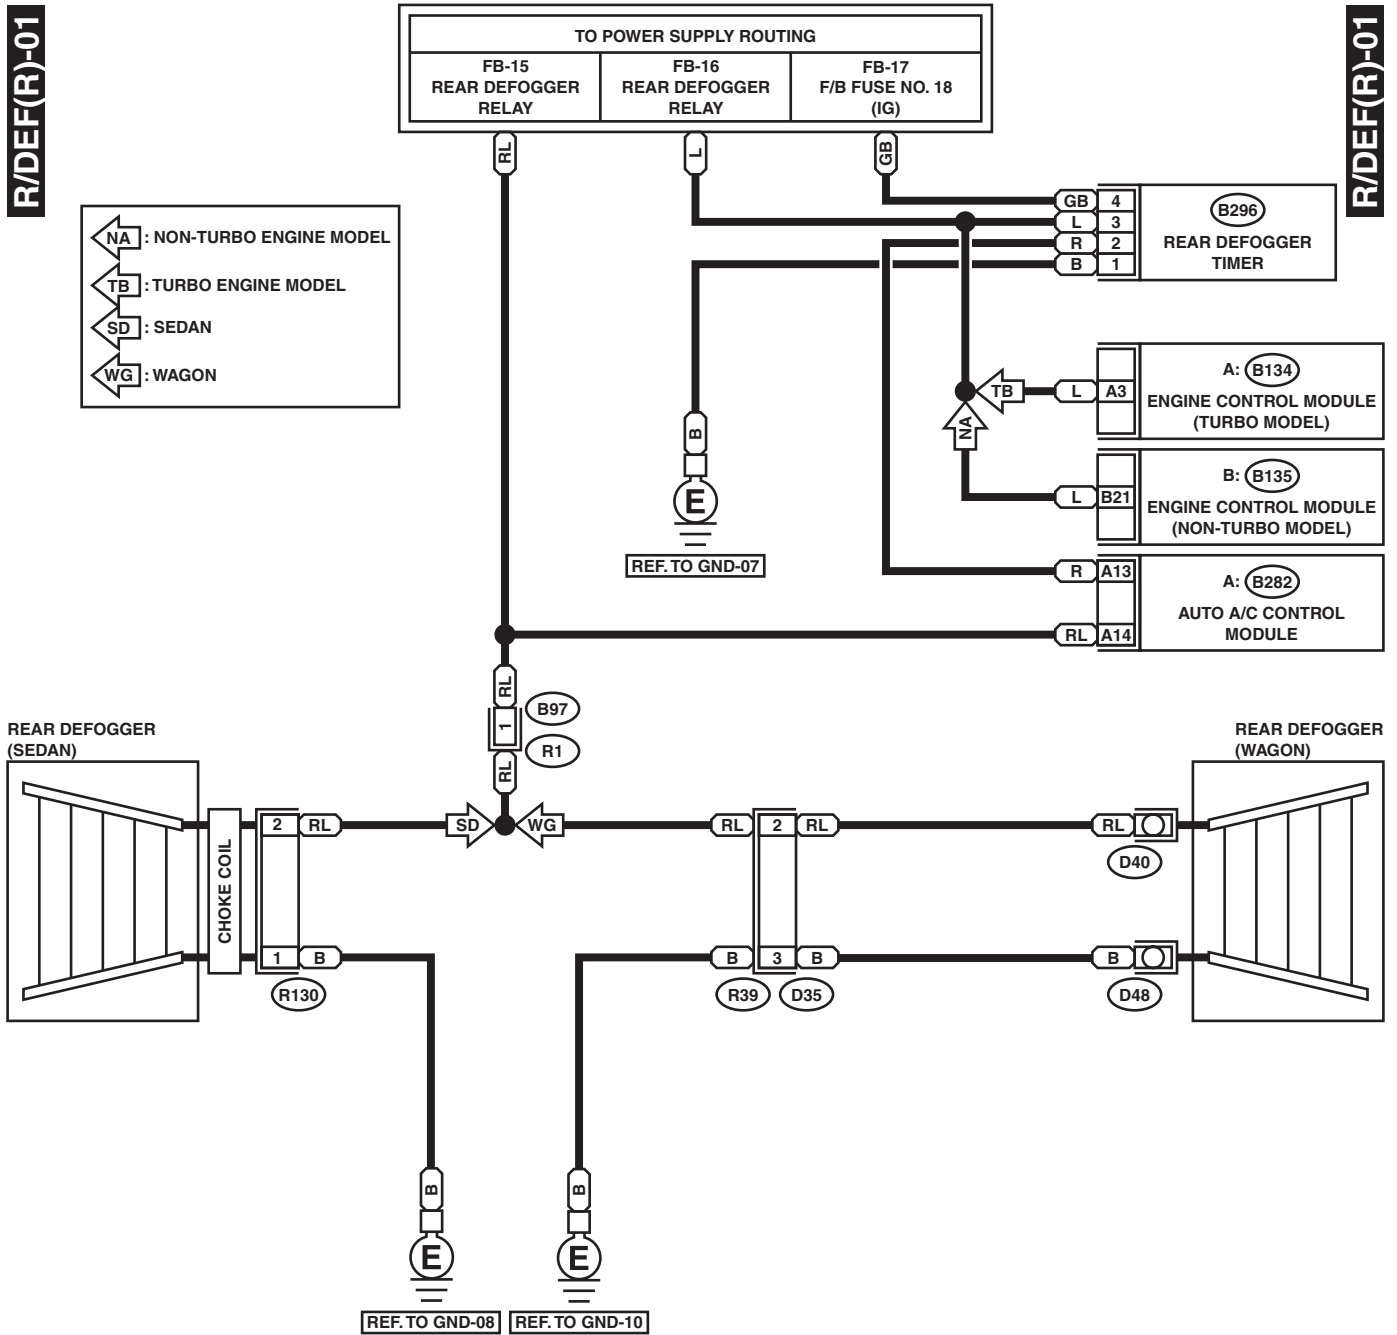 R/DEF(R)-01
R/DEF(R)-01
TO POWER SUPPLY ROUTING
FB-15
REAR DEFOGGER
RELAY
FB-16
REAR DEFOGGER
RELAY
FB-17
F/B FUSE NO. 18
(IG)
RL
L
GB
NA : NON-TURBO ENGINE MODEL
TB : TURBO ENGINE MODEL
SD : SEDAN
WG : WAGON
GB 4
L 3
R 2
B 1
B296
REAR DEFOGGER
TIMER
TB
L A3
A: B134
ENGINE CONTROL MODULE
(TURBO MODEL)
NA
L B21
B: B135
ENGINE CONTROL MODULE
(NON-TURBO MODEL)
B
E
REF. TO GND-07
R A13
RL A14
A: B282
AUTO A/C CONTROL
MODULE
RL
1
B97
R1
RL
REAR DEFOGGER
(SEDAN)
CHOKE COIL
2 RL
1 B
R130
SD
WG
RL 2 RL
B 3 B
R39
D35
RL
D40
B
D48
REAR DEFOGGER
(WAGON)
B
E
REF. TO GND-08
B
E
REF. TO GND-10